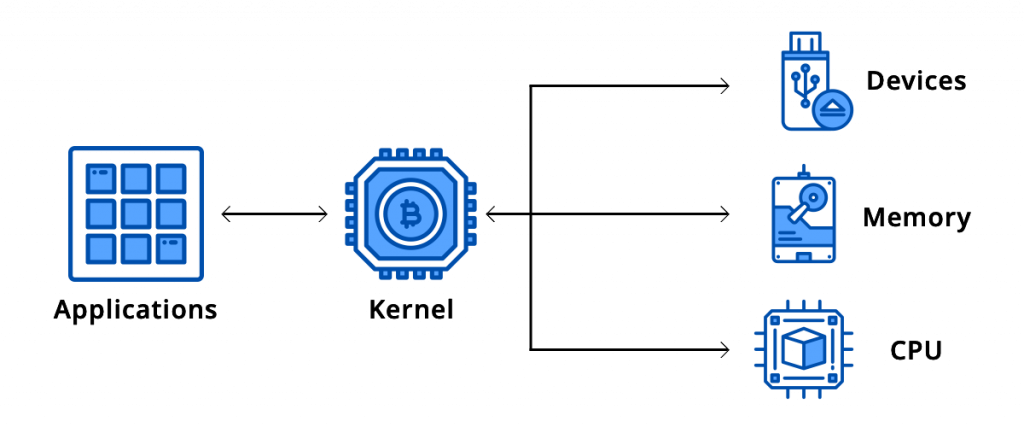 Applications
Kernel
Devices
Memory
CPU